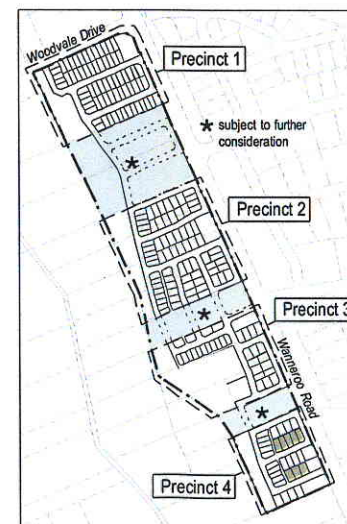 Woodvale Drive
Precinct 1
* subject to further
consideration
*
Precinct 2
*
Precinct 3
Wanneroo Road
*
Precinct 4